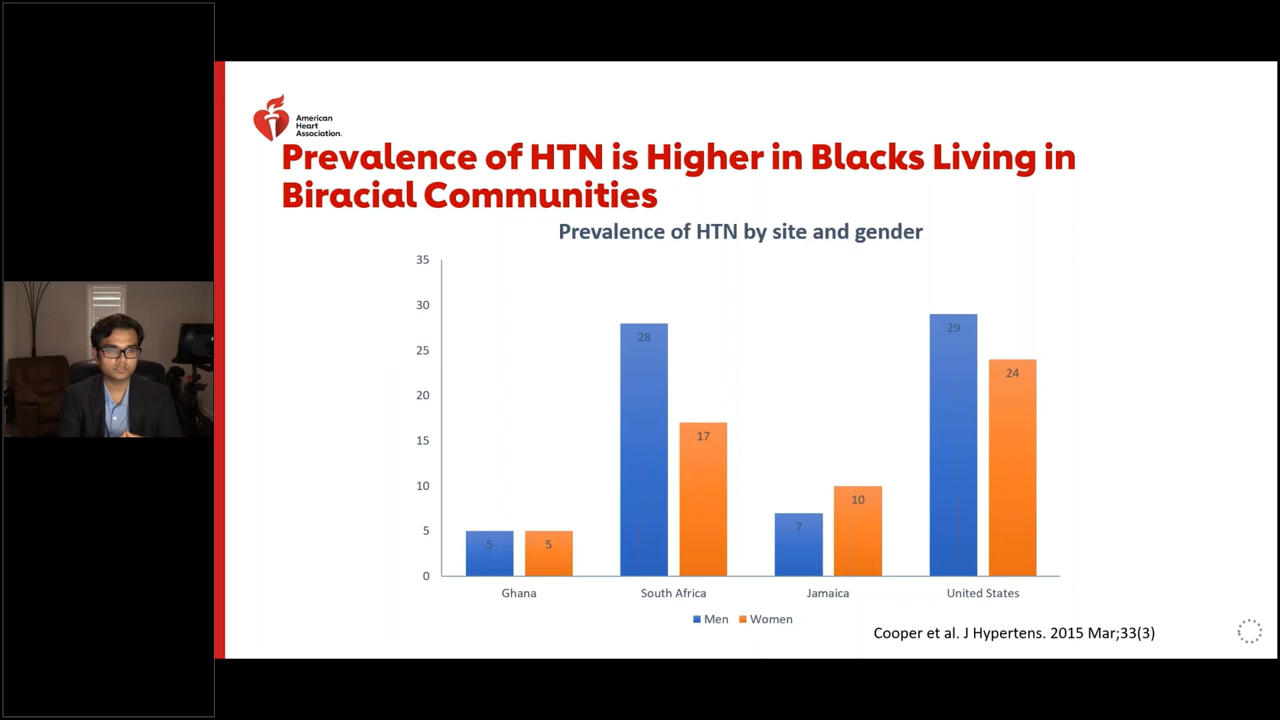 American
Heart
Association.
Prevalence of HTN is Higher in Blacks Living in
Biracial Communities
Prevalence of HTN by site and gender
35
30
25
20
15
10
5
0
5
5
28
17
7
10
29
24
Ghana
South Africa
Jamaica
United States
Men
Women
Cooper et al. J Hypertens. 2015 Mar;33(3)